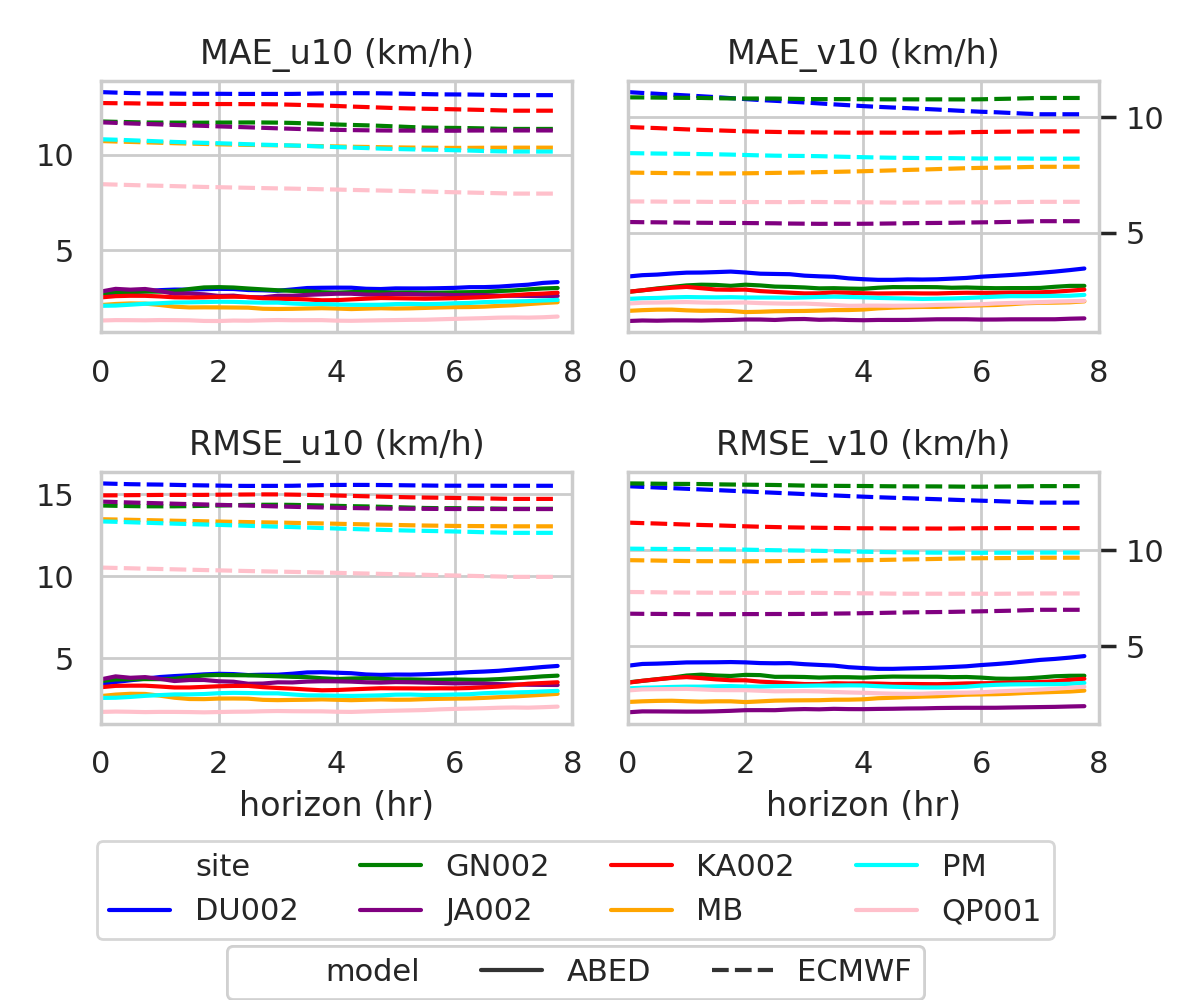 MAE_u10 (km/h)
MAE_v10 (km/h)
10
5
10
5
0 2 4 6 8
0 2 4 6 8
RMSE_u10 (km/h)
RMSE_v10 (km/h)
15
10
5
10
5
0 2 4 6 8
0 2 4 6 8
horizon (hr)
horizon (hr)
site GN002 KA002 PM
DU002 JA002 MB QP001
model ABED ECMWF